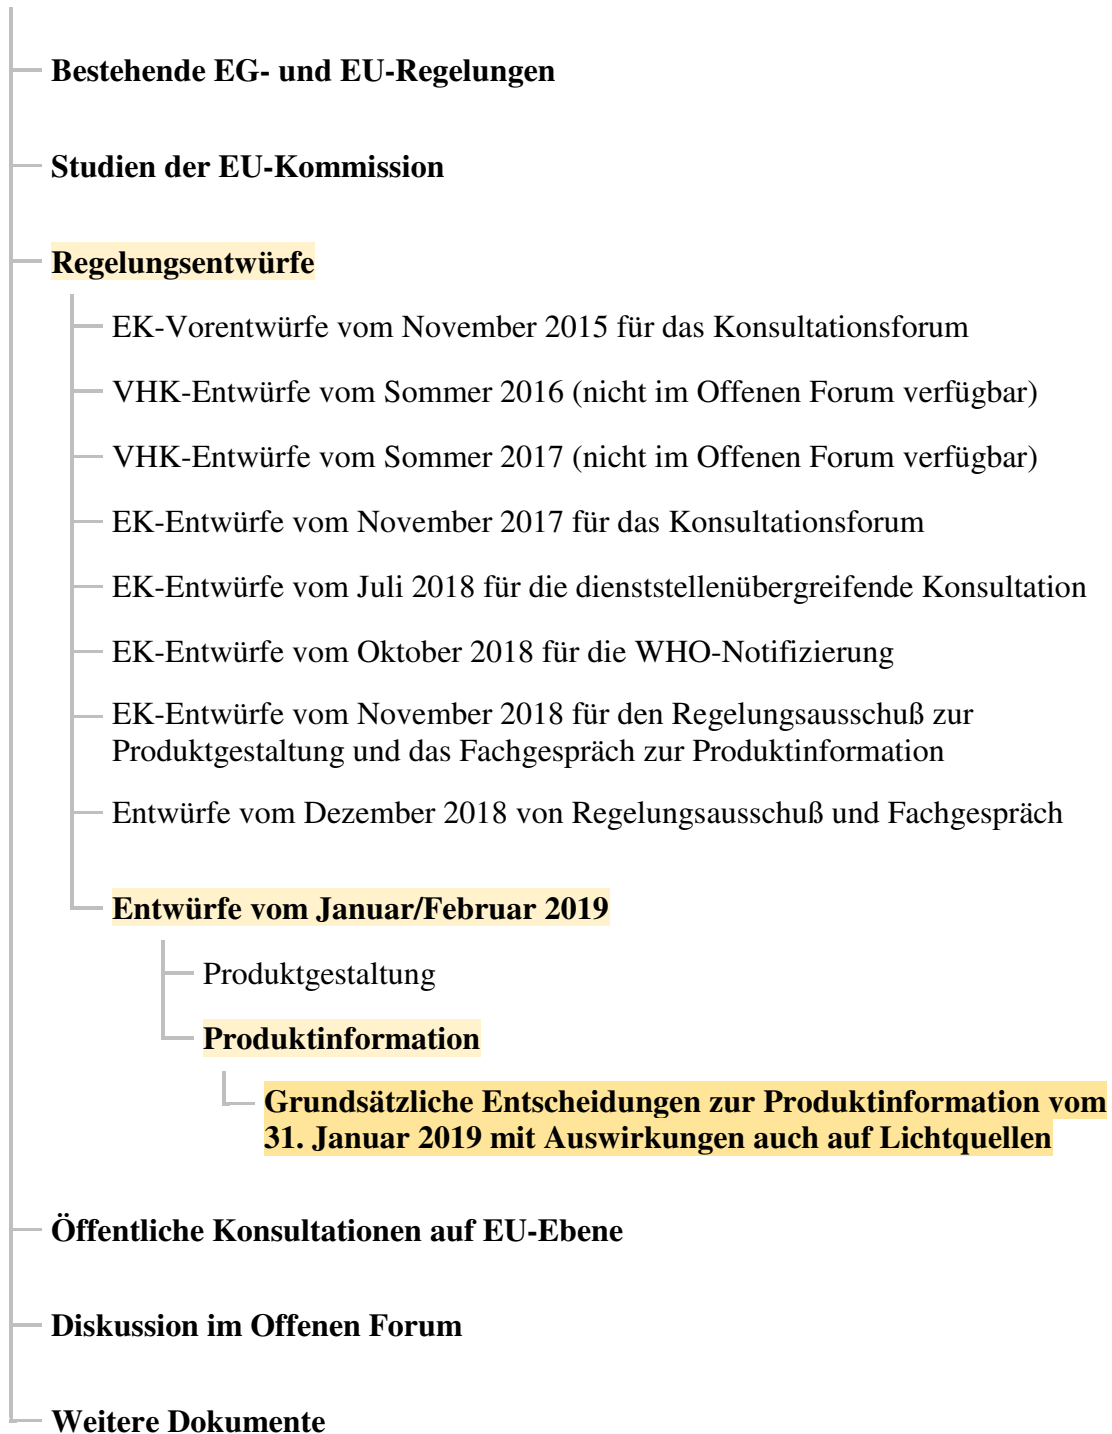 Bestehende EG- und EU-Regelungen
Studien der EU-Kommission
Regelungsentwürfe
EK-Vorentwürfe vom November 2015 für das Konsultationsforum
VHK-Entwürfe vom Sommer 2016 (nicht im Offenen Forum verfügbar)
VHK-Entwürfe vom Sommer 2017 (nicht im Offenen Forum verfügbar)
EK-Entwürfe vom November 2017 für das Konsultationsforum
EK-Entwürfe vom Juli 2018 für die dienststellenübergreifende Konsultation
EK-Entwürfe vom Oktober 2018 für die WHO-Notifizierung
EK-Entwürfe vom November 2018 für den Regelungsausschuß zur
Produktgestaltung und das Fachgespräch zur Produktinformation
Entwürfe vom Dezember 2018 von Regelungsausschuß und Fachgespräch
Entwürfe vom Januar/Februar 2019
Produktgestaltung
Produktinformation
Grundsätzliche Entscheidungen zur Produktinformation vom
31. Januar 2019 mit Auswirkungen auch auf Lichtquellen
Öffentliche Konsultationen auf EU-Ebene
Diskussion im Offenen Forum
Weitere Dokumente